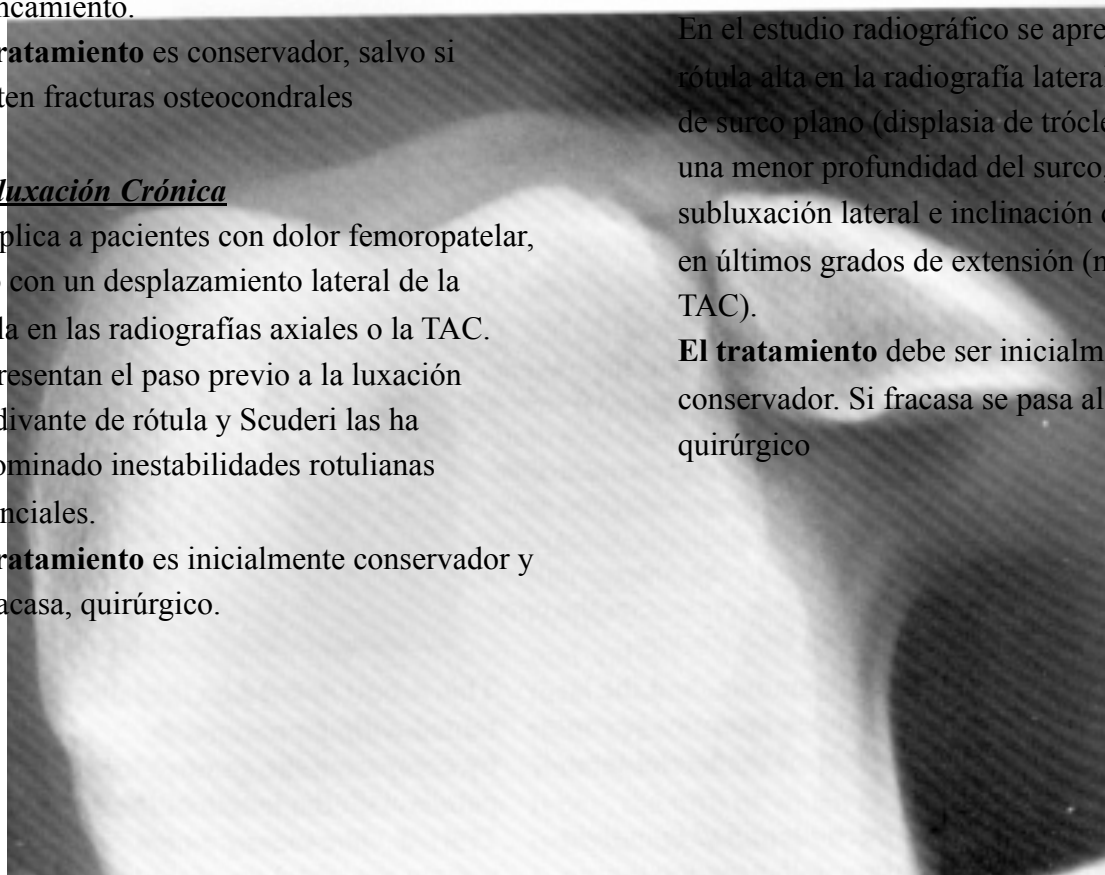 ncamiento.
ratamiento es conservador, salvo si
ten fracturas osteocondrales
luxación Crónica
plica a pacientes con dolor femoropatelar,
con un desplazamiento lateral de la
la en las radiografías axiales o la TAC.
resentan el paso previo a la luxación
divante de rótula y Scuderi las ha
ominado inestabilidades rotulianas
nciales.
ratamiento es inicialmente conservador y
acasa, quirúrgico.
En el estudio radiográfico se apre
rótula alta en la radiografía latera
de surco plano (displasia de trócle
una menor profundidad del surco,
subluxación lateral e inclinación
en últimos grados de extensión (
TAC).
El tratamiento debe ser inicialm
conservador. Si fracasa se pasa al
quirúrgico